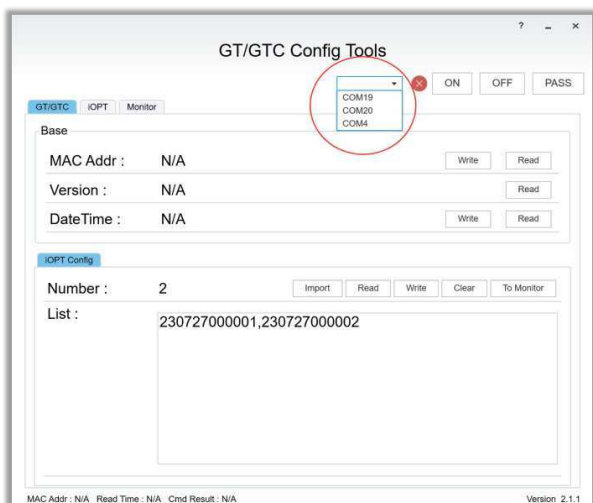 ? – ×
GT/GTC Config Tools
ON OFF PASS
COM19
COM20
COM4
GT/GTC iOPT Monitor
Base
MAC Addr : N/A Write Read
Version : N/A Read
DateTime : N/A Write Read
iOPT Config
Number : 2 Import Read Write Clear To Monitor
List :
230727000001,230727000002
MAC Addr : N/A Read Time : N/A Cmd Result : N/A Version 2.1.1